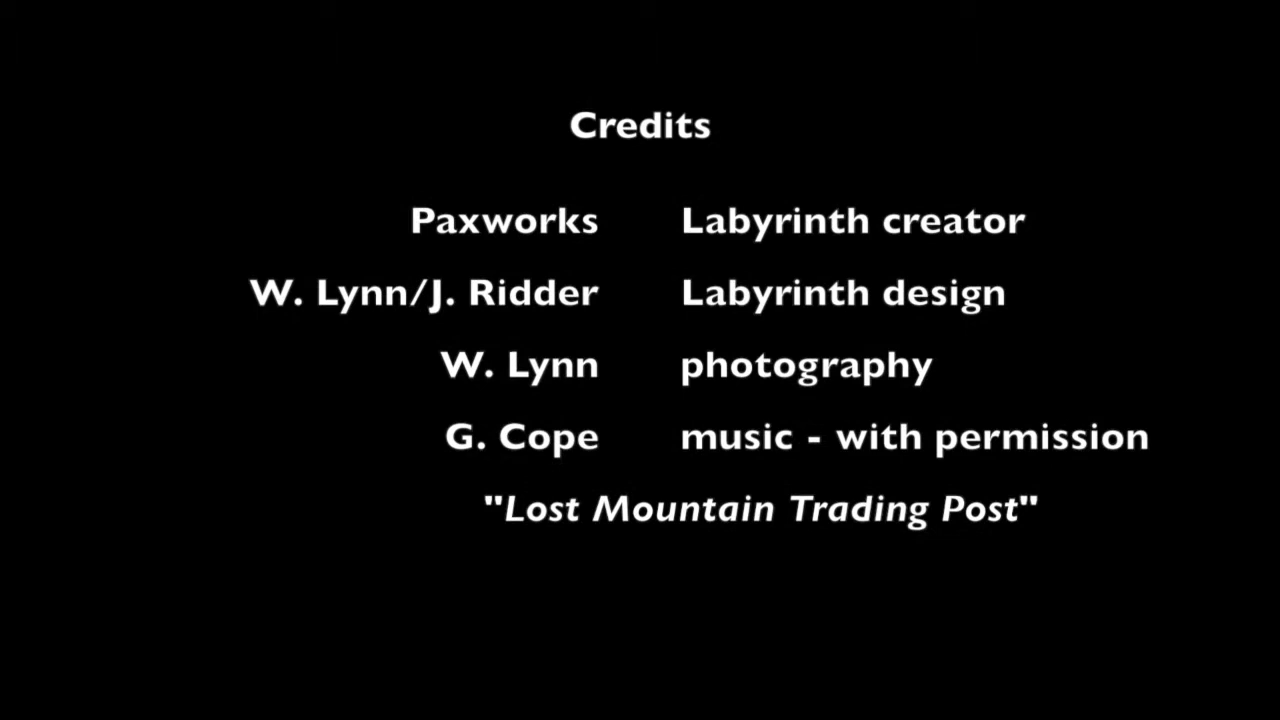 Credits
Paxworks Labyrinth creator
W. Lynn/J. Ridder Labyrinth design
W. Lynn photography
G. Cope music - with permission
"Lost Mountain Trading Post"